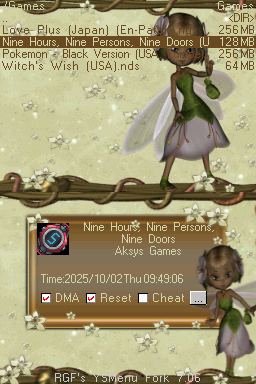 /Games Games
.. <DIR>
Love Plus (Japan) (En-Pa 256MB
Nine Hours, Nine Persons, Nine Doors (U 128MB
Pokemon - Black Version (USA 256MB
Witch's Wish (USA).nds 64MB
Nine Hours, Nine Persons,
Nine Doors
Aksys Games
Time:2025/10/02Thu 09:49:06
DMA Reset Cheat ...
RGF's YSMenu Fork 7.06